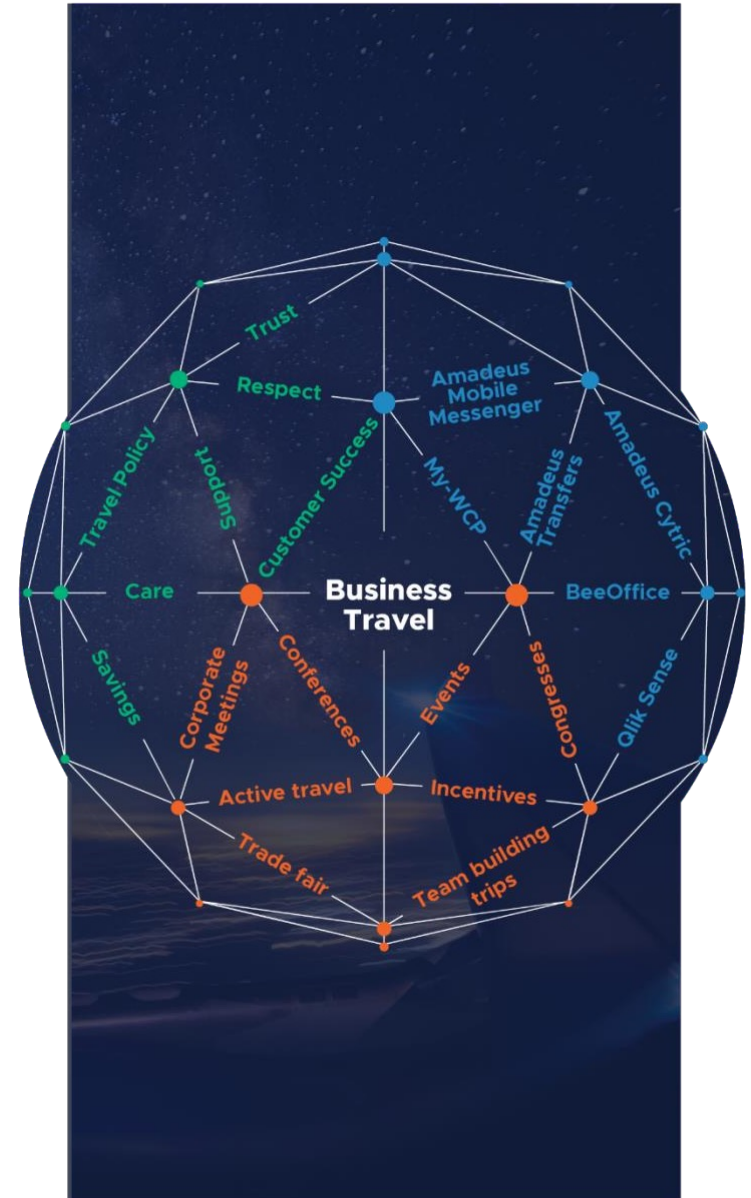 Trust
Respect
Amadeus
Mobile
Messenger
Travel Policy
Support
Customer Success
My-WCP
Amadeus
Transfers
Amadeus Cytric
Care
Business
Travel
BeeOffice
Savings
Corporate
Meetings
Conferences
Events
Congresses
Qlik Sense
Active travel
Incentives
Trade fair
Team building
trips